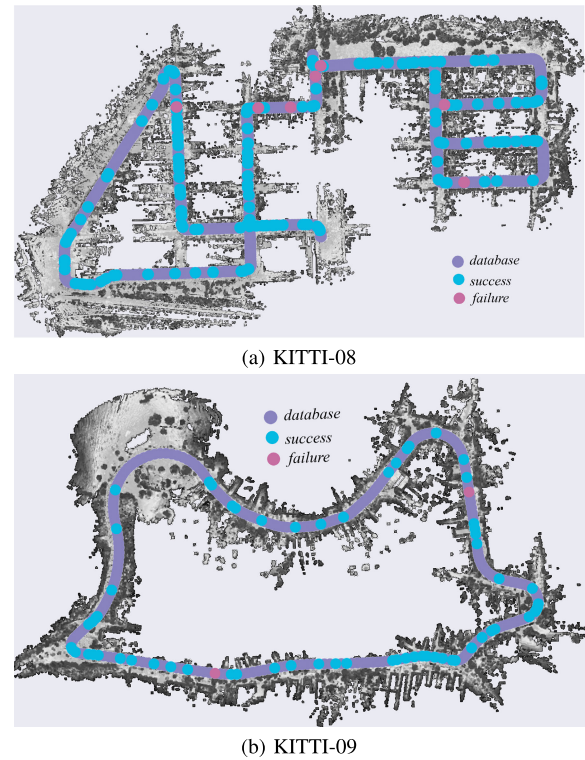 database
success
failure
(a) KITTI-08
database
success
failure
(b) KITTI-09